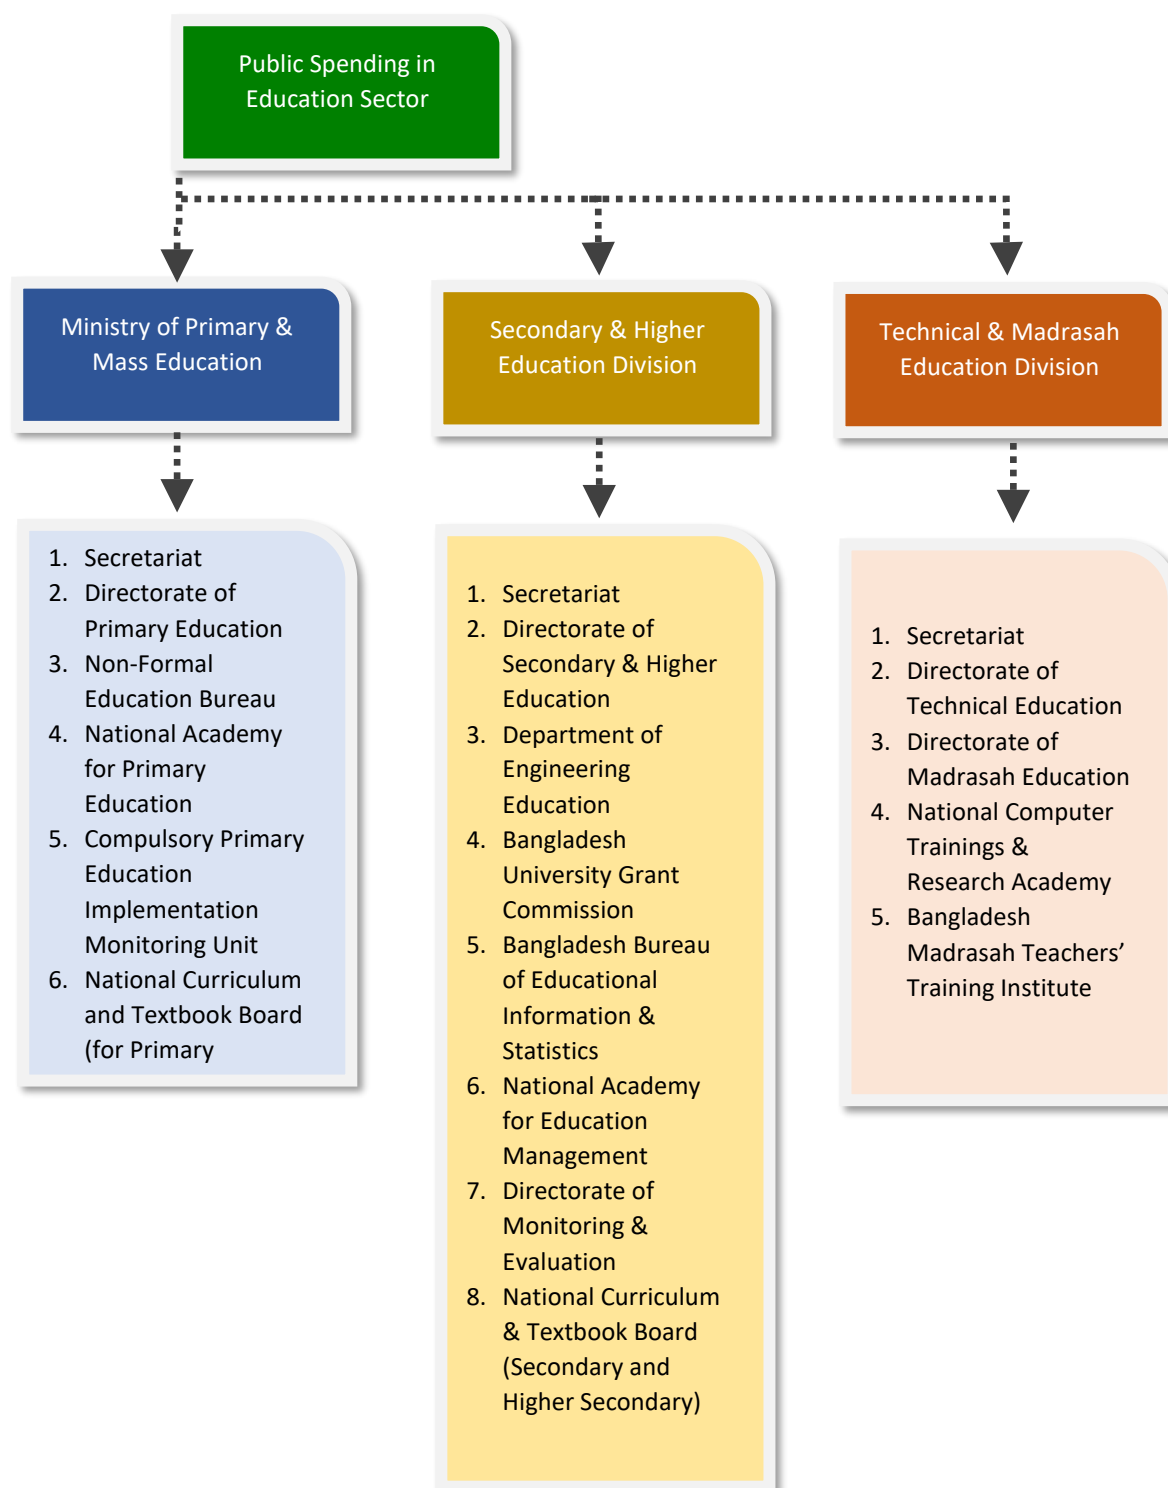 Public Spending in
Education Sector
Ministry of Primary &
Mass Education
Secondary & Higher
Education Division
Technical & Madrasah
Education Division
1. Secretariat
2. Directorate of
Primary Education
3. Non-Formal
Education Bureau
4. National Academy
for Primary
Education
5. Compulsory Primary
Education
Implementation
Monitoring Unit
6. National Curriculum
and Textbook Board
(for Primary
1. Secretariat
2. Directorate of
Secondary & Higher
Education
3. Department of
Engineering
Education
4. Bangladesh
University Grant
Commission
5. Bangladesh Bureau
of Educational
Information &
Statistics
6. National Academy
for Education
Management
7. Directorate of
Monitoring &
Evaluation
8. National Curriculum
& Textbook Board
(Secondary and
Higher Secondary)
1. Secretariat
2. Directorate of
Technical Education
3. Directorate of
Madrasah Education
4. National Computer
Trainings &
Research Academy
5. Bangladesh
Madrasah Teachers’
Training Institute